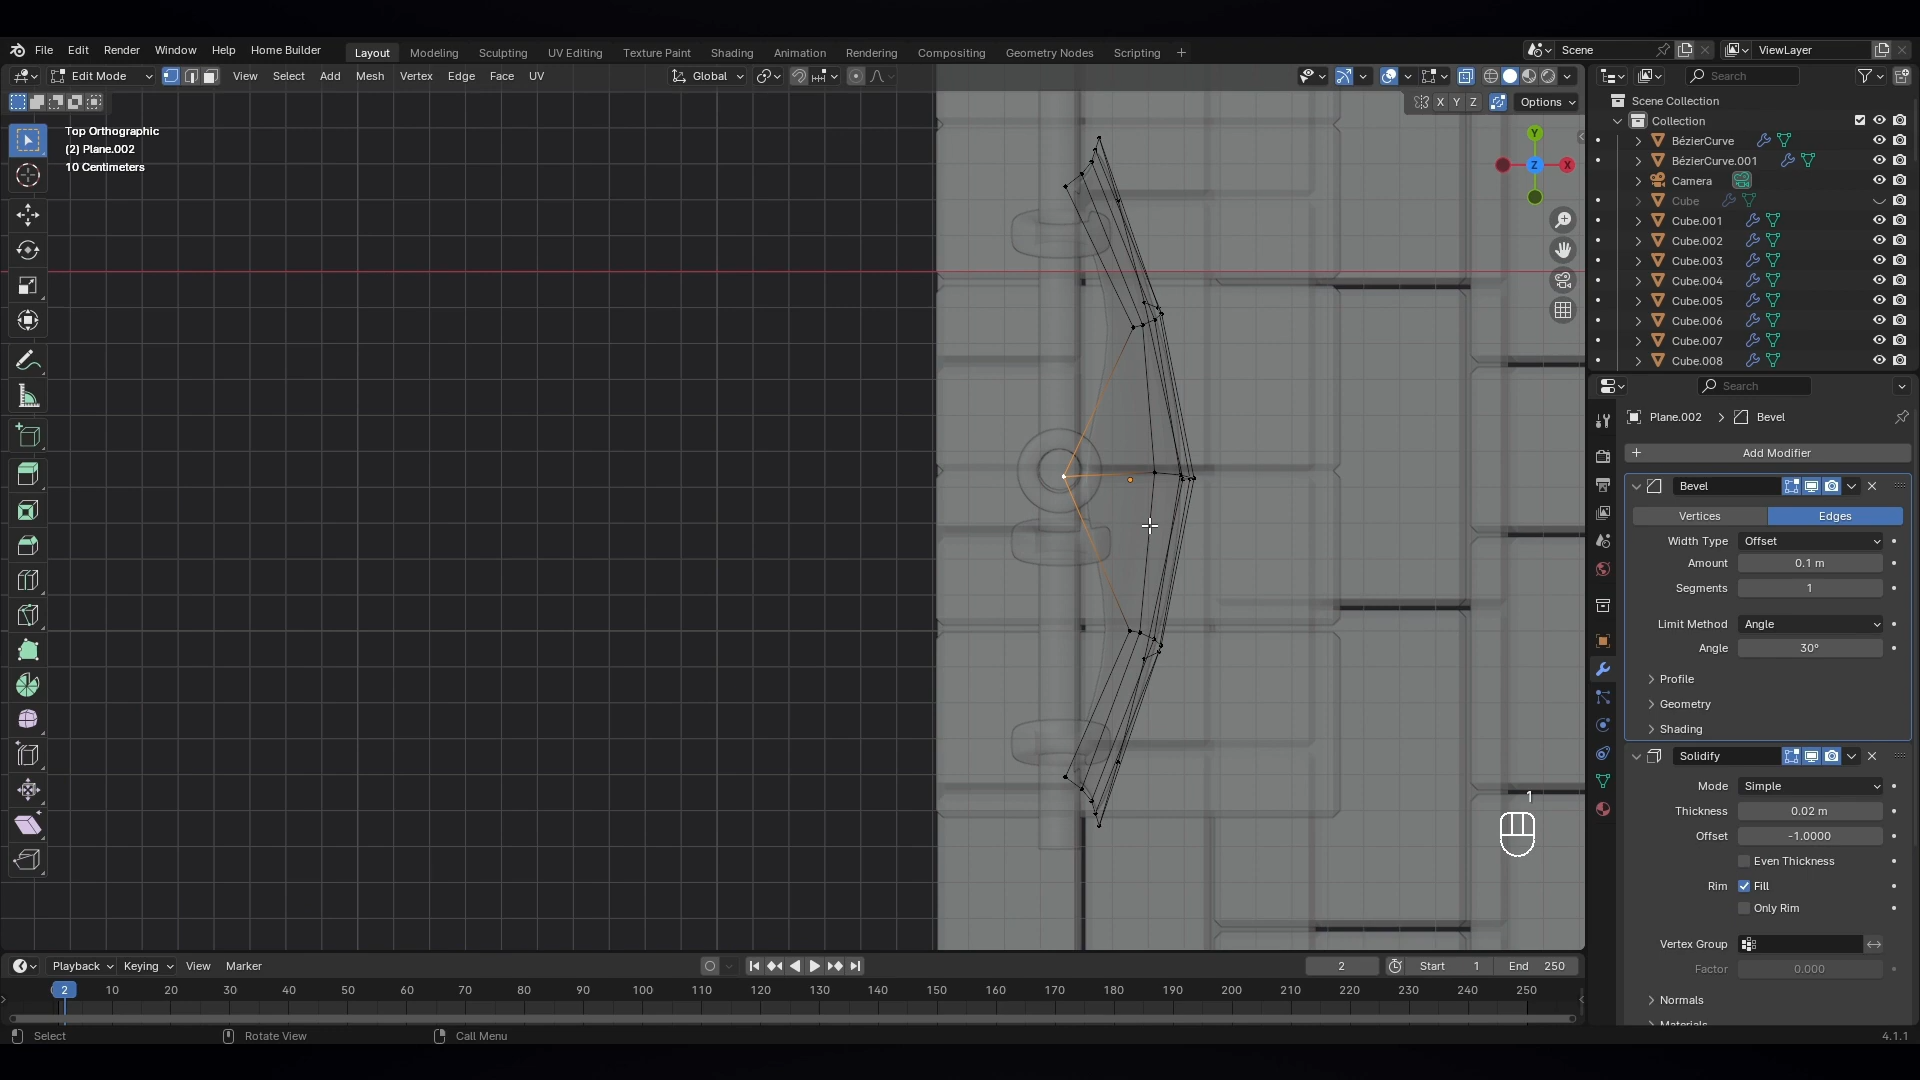 File Edit Render Window Help Home Builder Layout Modeling Sculpting UV Editing Texture Paint Shading Animation Rendering Compositing Geometry Nodes Scripting + Scene ViewLayer
Edit Mode View Select Add Mesh Vertex Edge Face UV Global Search
X Y Z Options
Top Orthographic
(2) Plane.002
10 Centimeters
Y
X
Z
Scene Collection
Collection
BézierCurve
BézierCurve.001
Camera
Cube
Cube.001
Cube.002
Cube.003
Cube.004
Cube.005
Cube.006
Cube.007
Cube.008
Search
Plane.002 > Bevel
+ Add Modifier
Bevel
Vertices Edges
Width Type Offset
Amount 0.1 m
Segments 1
Limit Method Angle
Angle 30°
Profile
Geometry
Shading
Solidify
Mode Simple
Thickness 0.02 m
Offset -1.0000
Even Thickness
Rim Fill
Only Rim
Vertex Group
Factor 0.000
Normals
Materials
1
Playback Keying View Marker 2 Start 1 End 250
2 10 20 30 40 50 60 70 80 90 100 110 120 130 140 150 160 170 180 190 200 210 220 230 240 250
Select Rotate View Call Menu 4.1.1